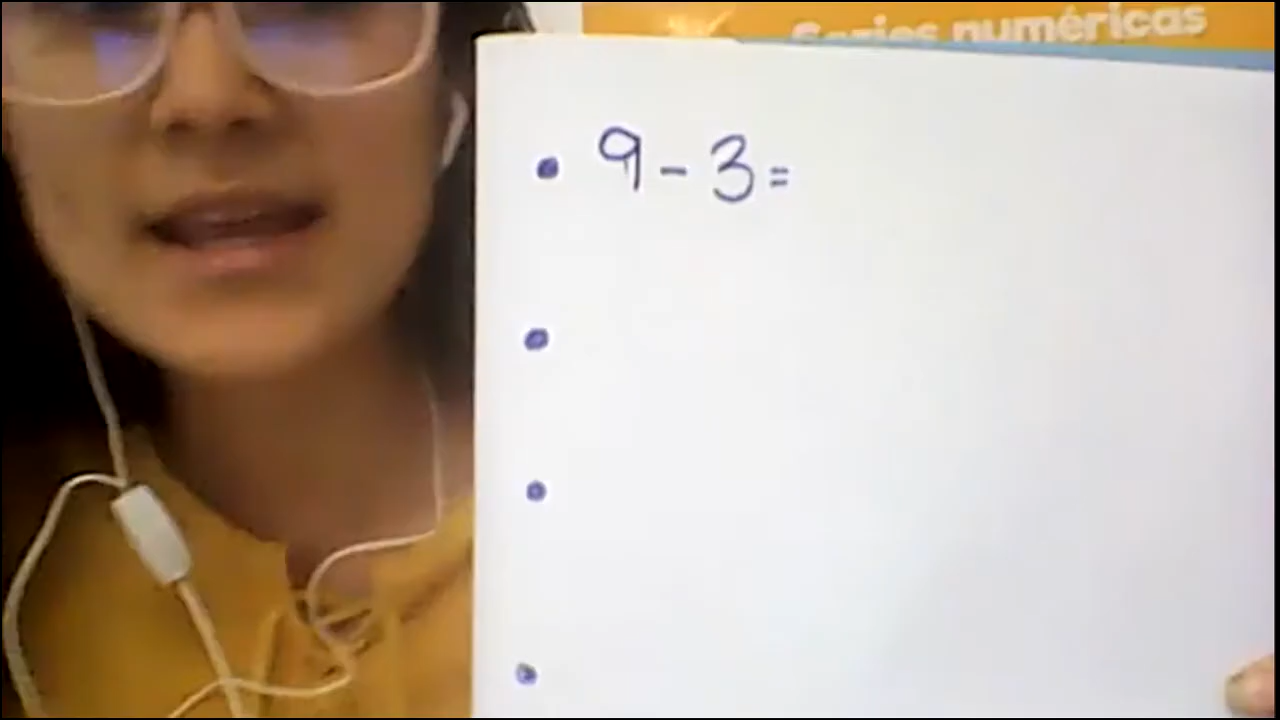 Series numéricas
• 9 - 3 =
•
•
•